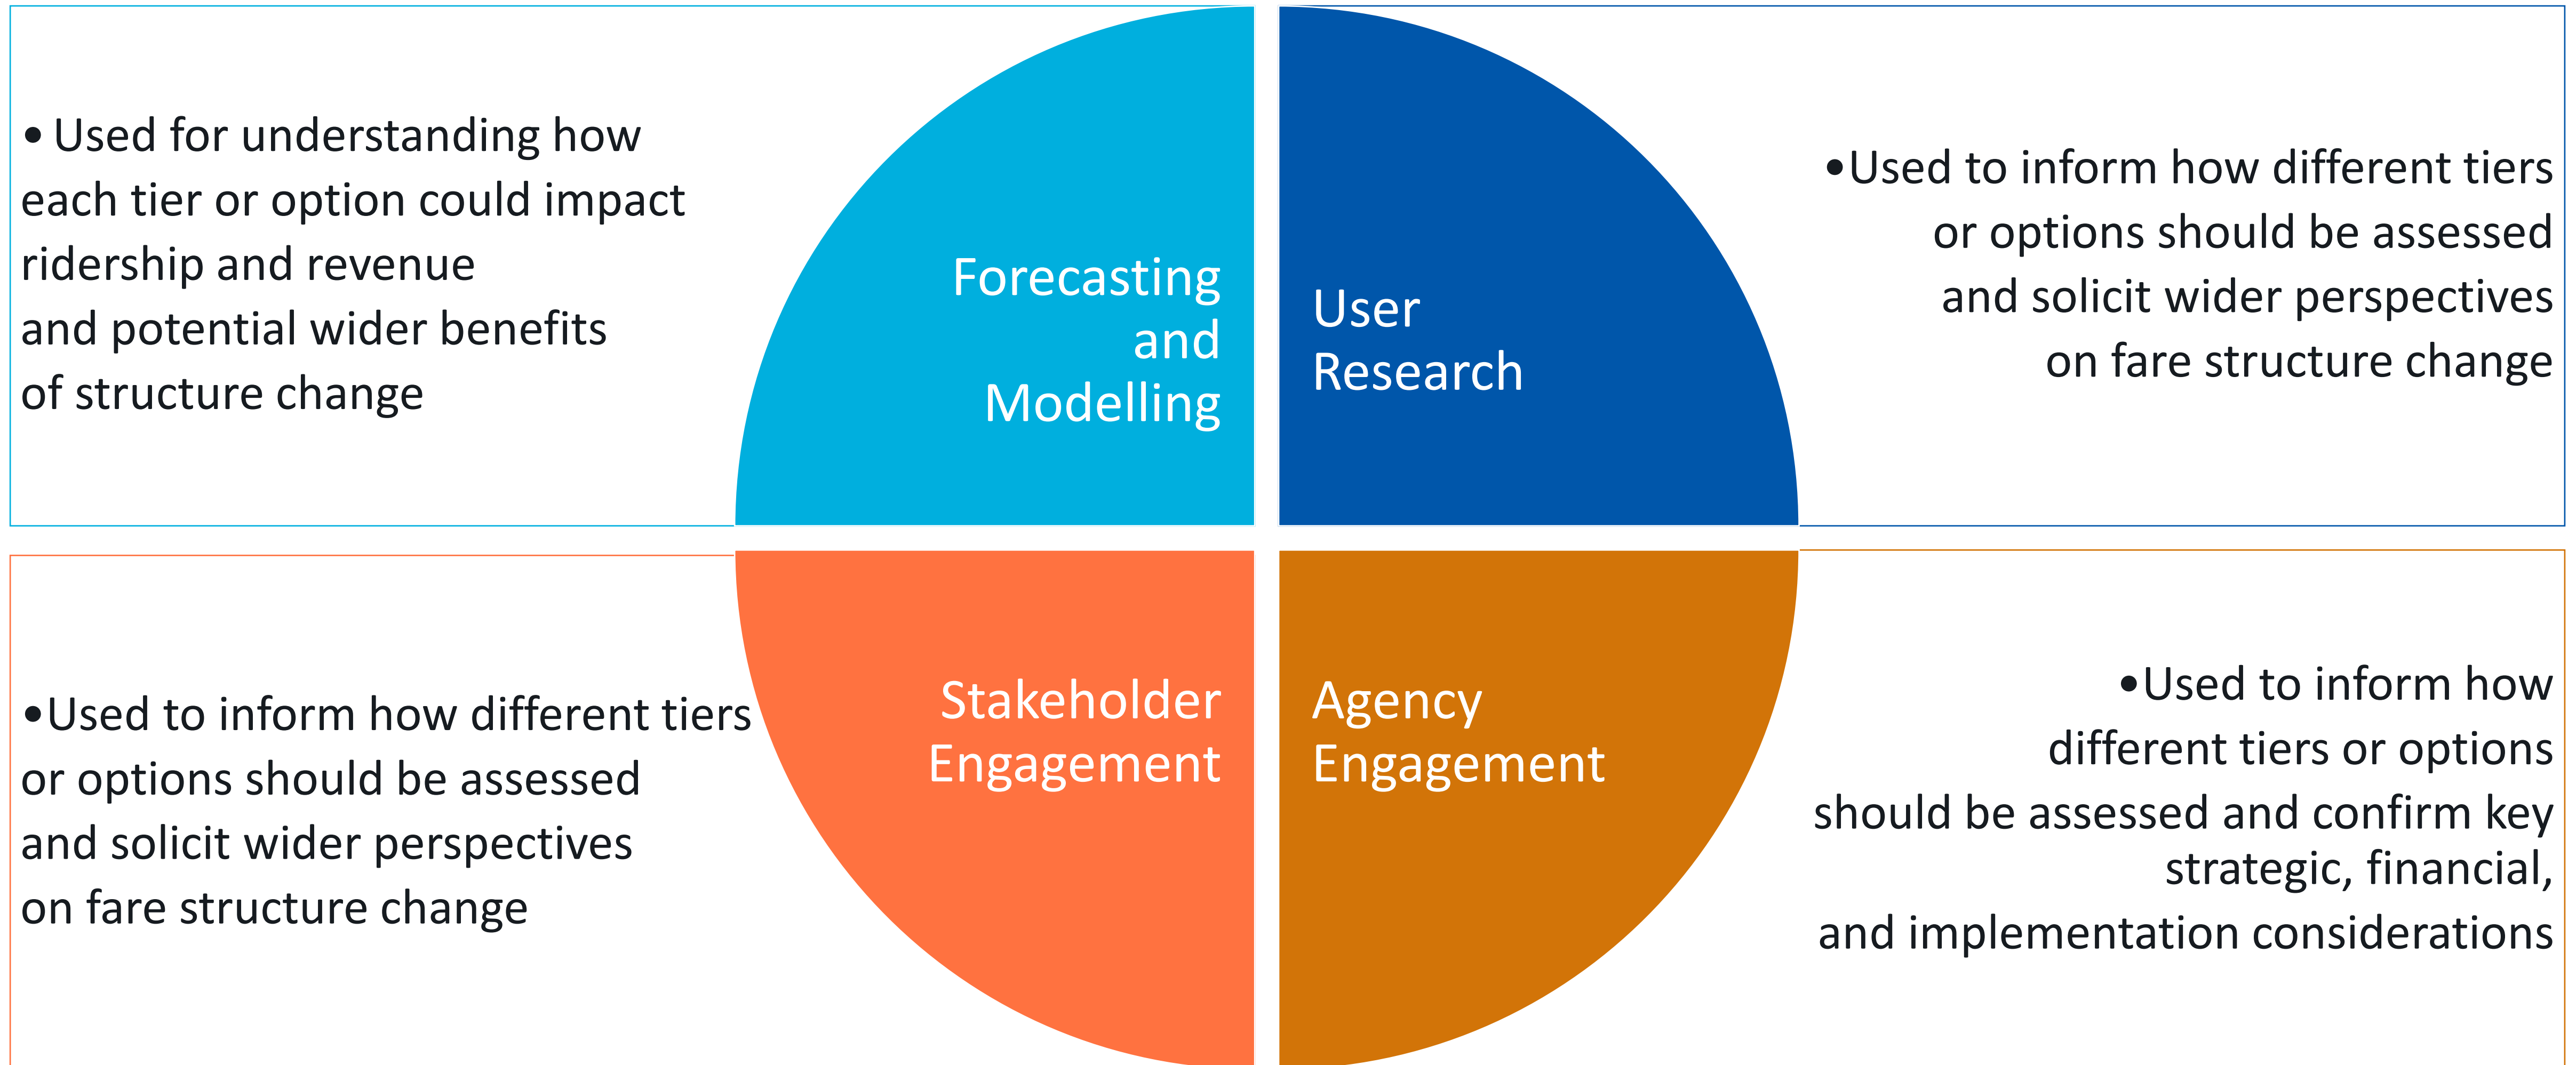 • Used for understanding how
each tier or option could impact
ridership and revenue
and potential wider benefits
of structure change
Forecasting
and
Modelling
User
Research
•Used to inform how different tiers
or options should be assessed
and solicit wider perspectives
on fare structure change
•Used to inform how different tiers
or options should be assessed
and solicit wider perspectives
on fare structure change
Stakeholder
Engagement
Agency
Engagement
•Used to inform how
different tiers or options
should be assessed and confirm key
strategic, financial,
and implementation considerations